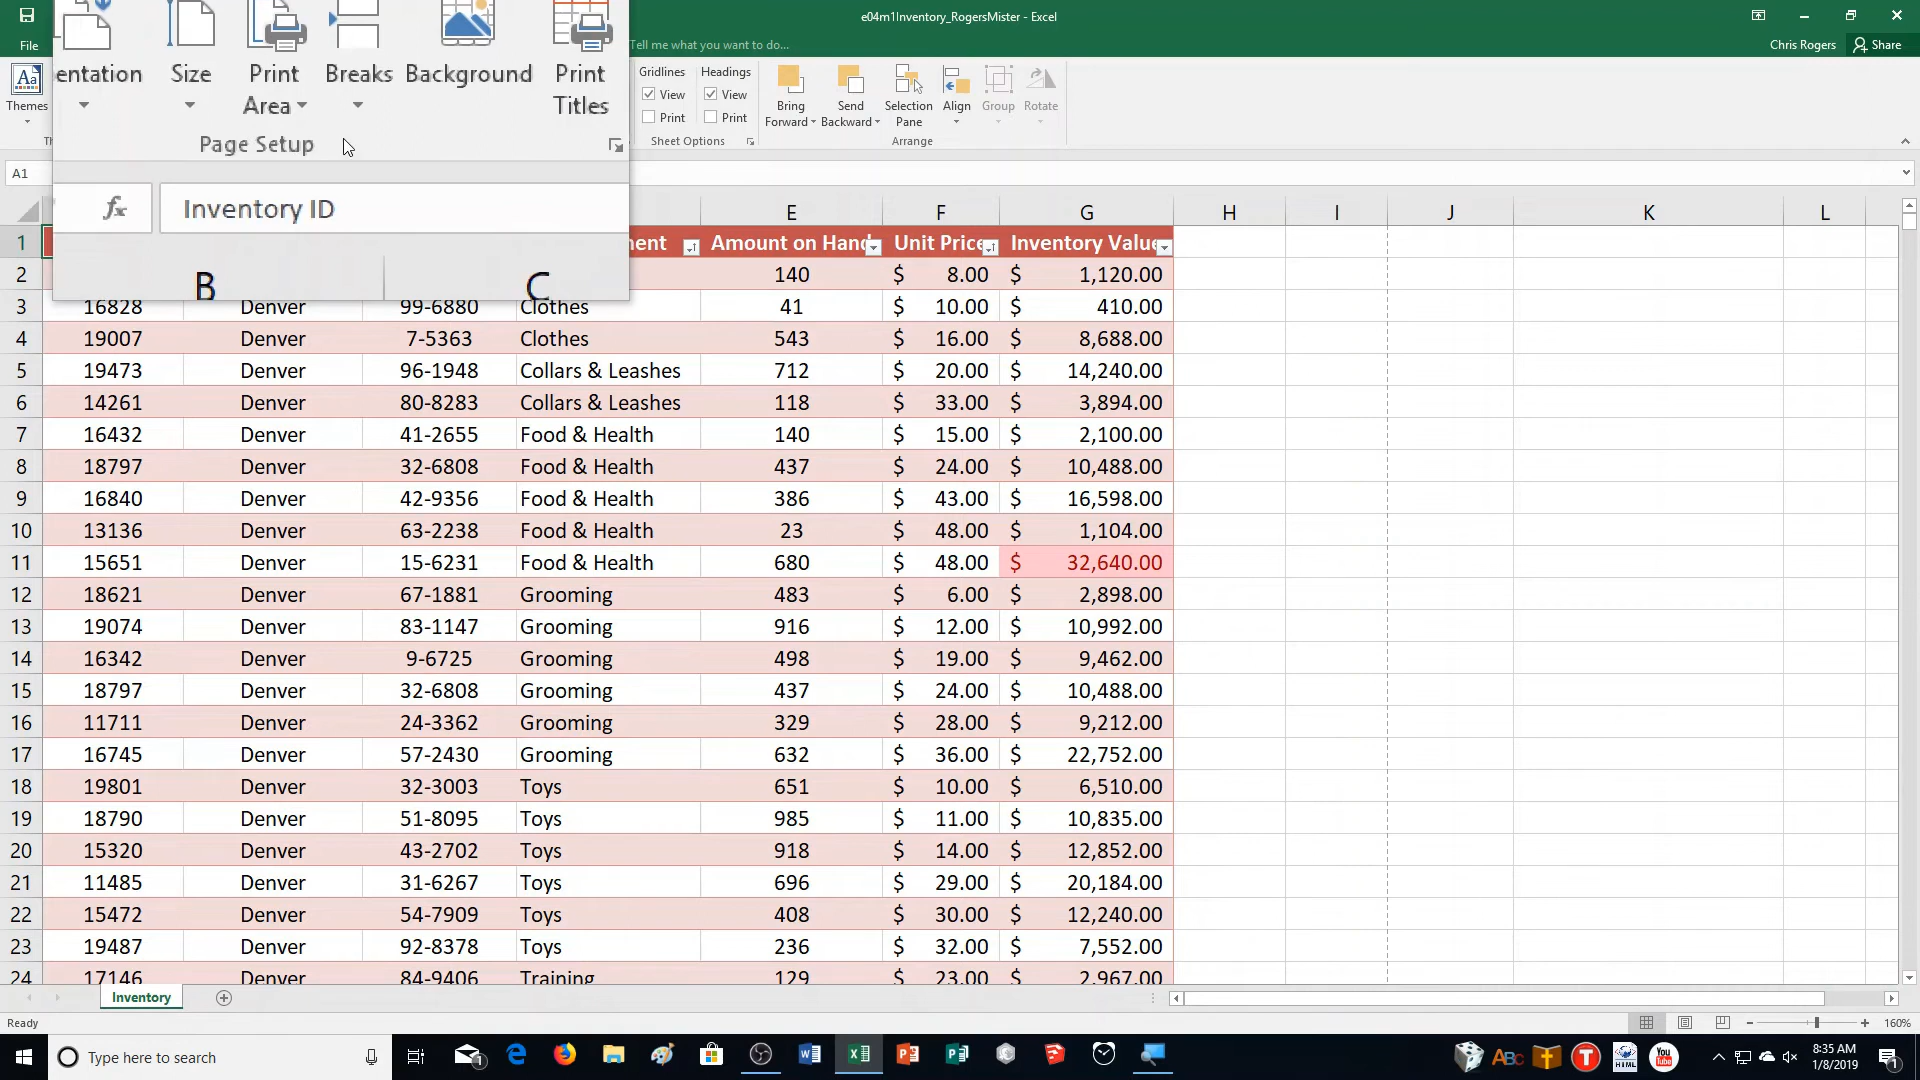 e04m1Inventory_RogersMister - Excel
File
Tell me what you want to do...
Chris Rogers
Share
Themes
entation
Size
Print Area
Breaks
Background
Print Titles
Page Setup
Gridlines
View
Print
Headings
View
Print
Sheet Options
Bring Forward
Send Backward
Selection Pane
Align
Group
Rotate
Arrange
A1
fx
Inventory ID
B C
E F G H I J K L
1 ent Amount on Hand Unit Price Inventory Value
2 140 $ 8.00 $ 1,120.00
3 16828 Denver 99-6880 Clothes 41 $ 10.00 $ 410.00
4 19007 Denver 7-5363 Clothes 543 $ 16.00 $ 8,688.00
5 19473 Denver 96-1948 Collars & Leashes 712 $ 20.00 $ 14,240.00
6 14261 Denver 80-8283 Collars & Leashes 118 $ 33.00 $ 3,894.00
7 16432 Denver 41-2655 Food & Health 140 $ 15.00 $ 2,100.00
8 18797 Denver 32-6808 Food & Health 437 $ 24.00 $ 10,488.00
9 16840 Denver 42-9356 Food & Health 386 $ 43.00 $ 16,598.00
10 13136 Denver 63-2238 Food & Health 23 $ 48.00 $ 1,104.00
11 15651 Denver 15-6231 Food & Health 680 $ 48.00 $ 32,640.00
12 18621 Denver 67-1881 Grooming 483 $ 6.00 $ 2,898.00
13 19074 Denver 83-1147 Grooming 916 $ 12.00 $ 10,992.00
14 16342 Denver 9-6725 Grooming 498 $ 19.00 $ 9,462.00
15 18797 Denver 32-6808 Grooming 437 $ 24.00 $ 10,488.00
16 11711 Denver 24-3362 Grooming 329 $ 28.00 $ 9,212.00
17 16745 Denver 57-2430 Grooming 632 $ 36.00 $ 22,752.00
18 19801 Denver 32-3003 Toys 651 $ 10.00 $ 6,510.00
19 18790 Denver 51-8095 Toys 985 $ 11.00 $ 10,835.00
20 15320 Denver 43-2702 Toys 918 $ 14.00 $ 12,852.00
21 11485 Denver 31-6267 Toys 696 $ 29.00 $ 20,184.00
22 15472 Denver 54-7909 Toys 408 $ 30.00 $ 12,240.00
23 19487 Denver 92-8378 Toys 236 $ 32.00 $ 7,552.00
24 17146 Denver 84-9406 Training 129 $ 23.00 $ 2,967.00
Inventory
Ready
160%
Type here to search
8:35 AM
1/8/2019